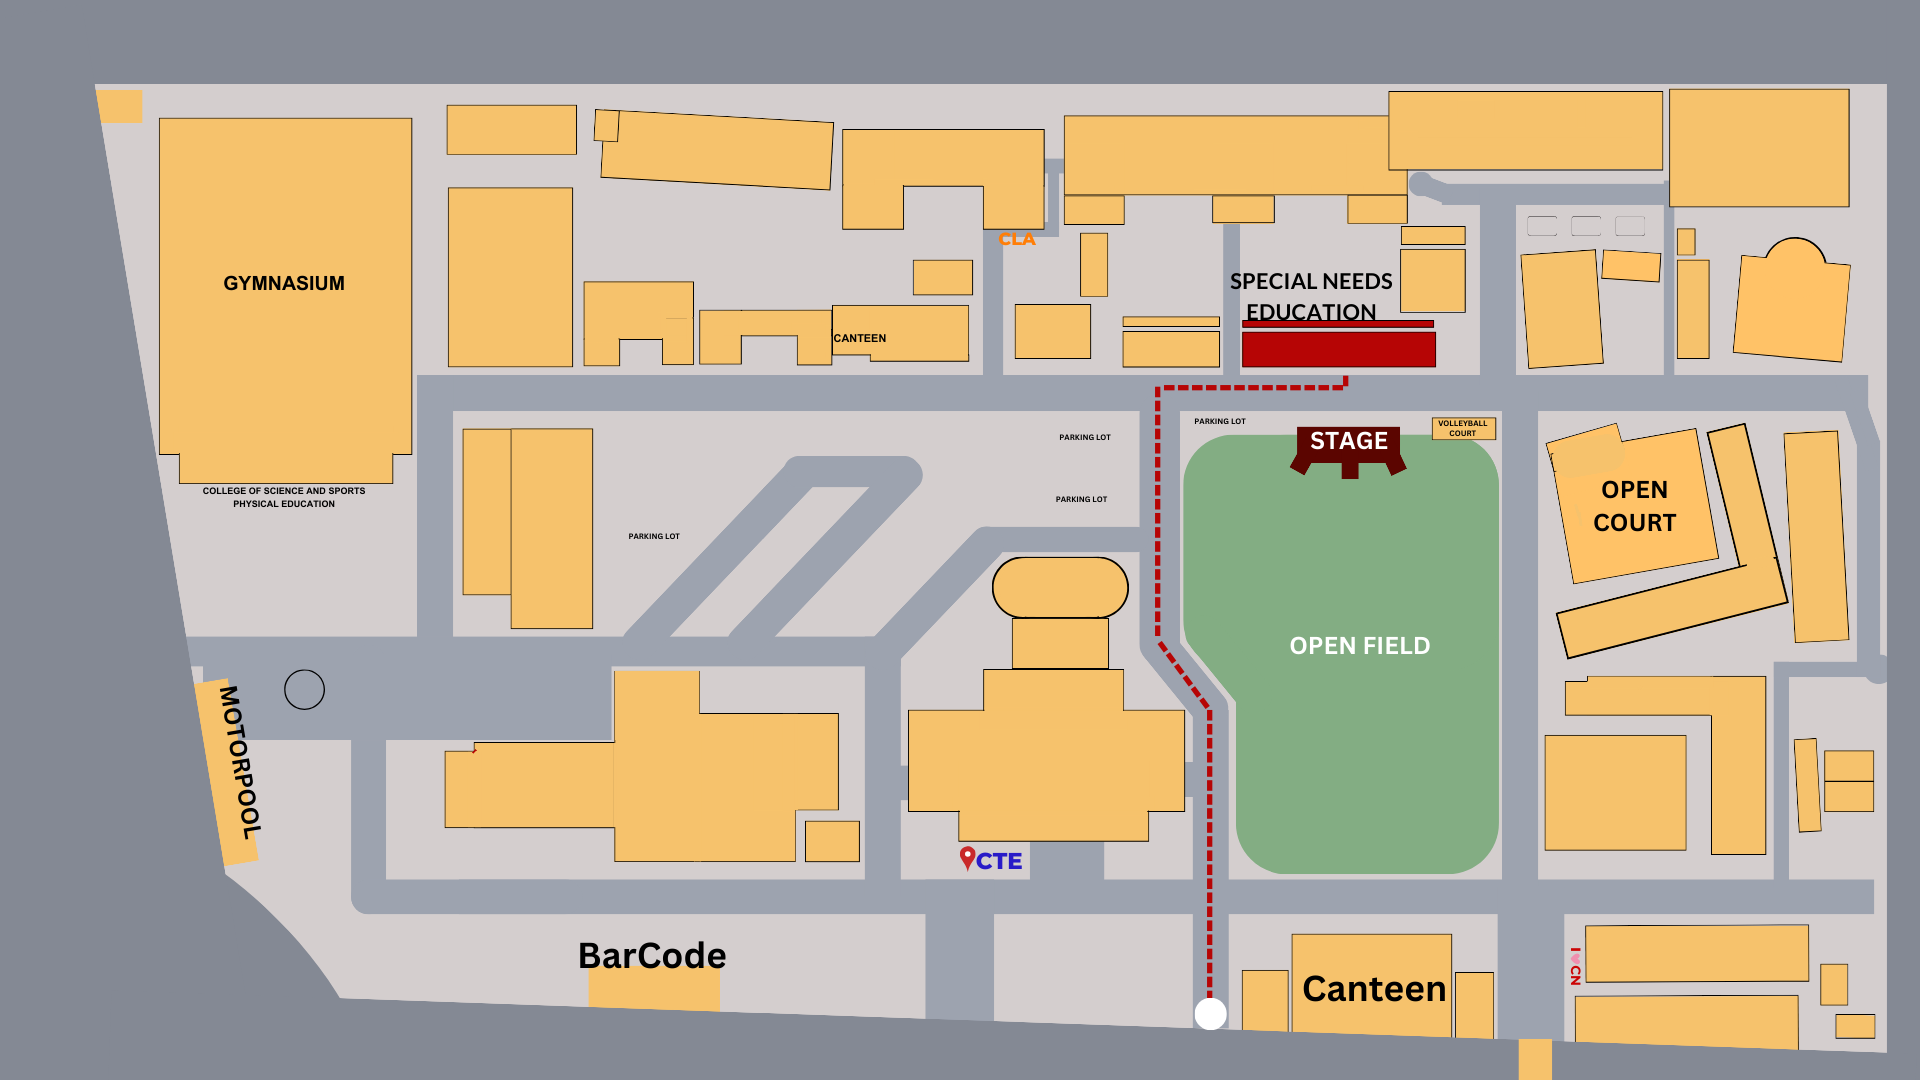 CLA
GYMNASIUM
SPECIAL NEEDS
EDUCATION
CANTEEN
PARKING LOT
VOLLEYBALL
COURT
PARKING LOT
STAGE
COLLEGE OF SCIENCE AND SPORTS
PHYSICAL EDUCATION
PARKING LOT
OPEN
COURT
PARKING LOT
OPEN FIELD
MOTORPOOL
CTE
BarCode
Canteen
I ♥ CN